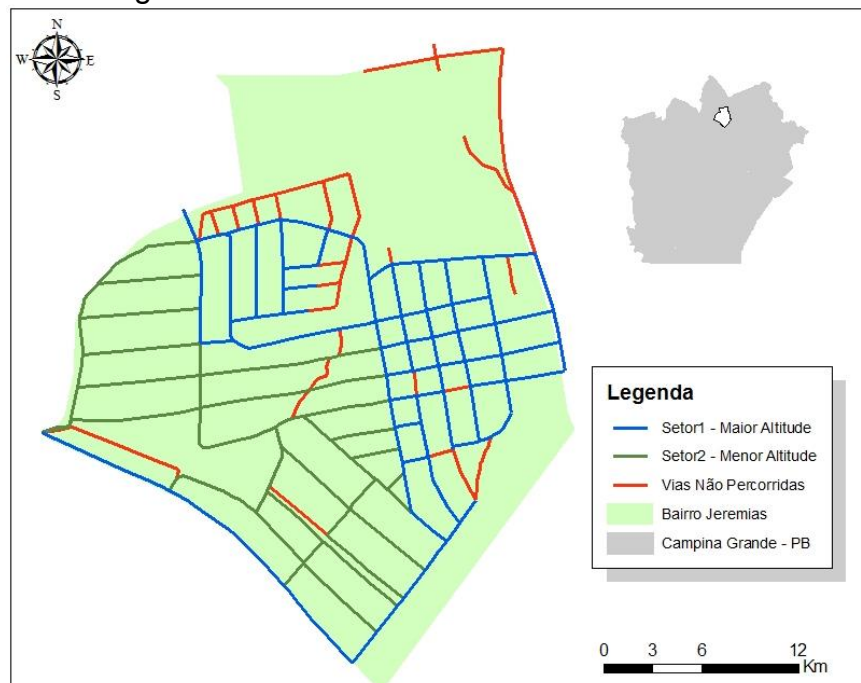 N
W E
S
Legenda
Setor1 - Maior Altitude
Setor2 - Menor Altitude
Vias Não Percorridas
Bairro Jeremias
Campina Grande - PB
0 3 6 12
Km